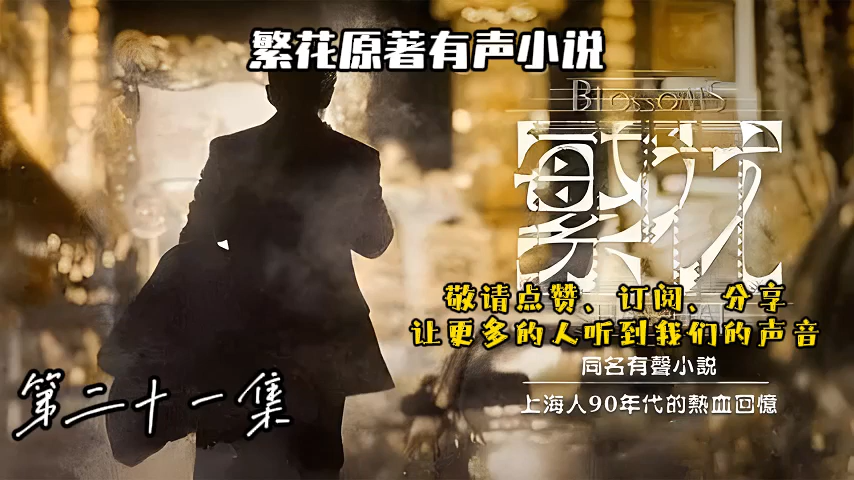 繁花原著有声小说
BLOSSOMS
繁花
敬请点赞、订阅、分享
让更多的人听到我们的声音
同名有聲小說
上海人90年代的熱血回憶
第二十一集